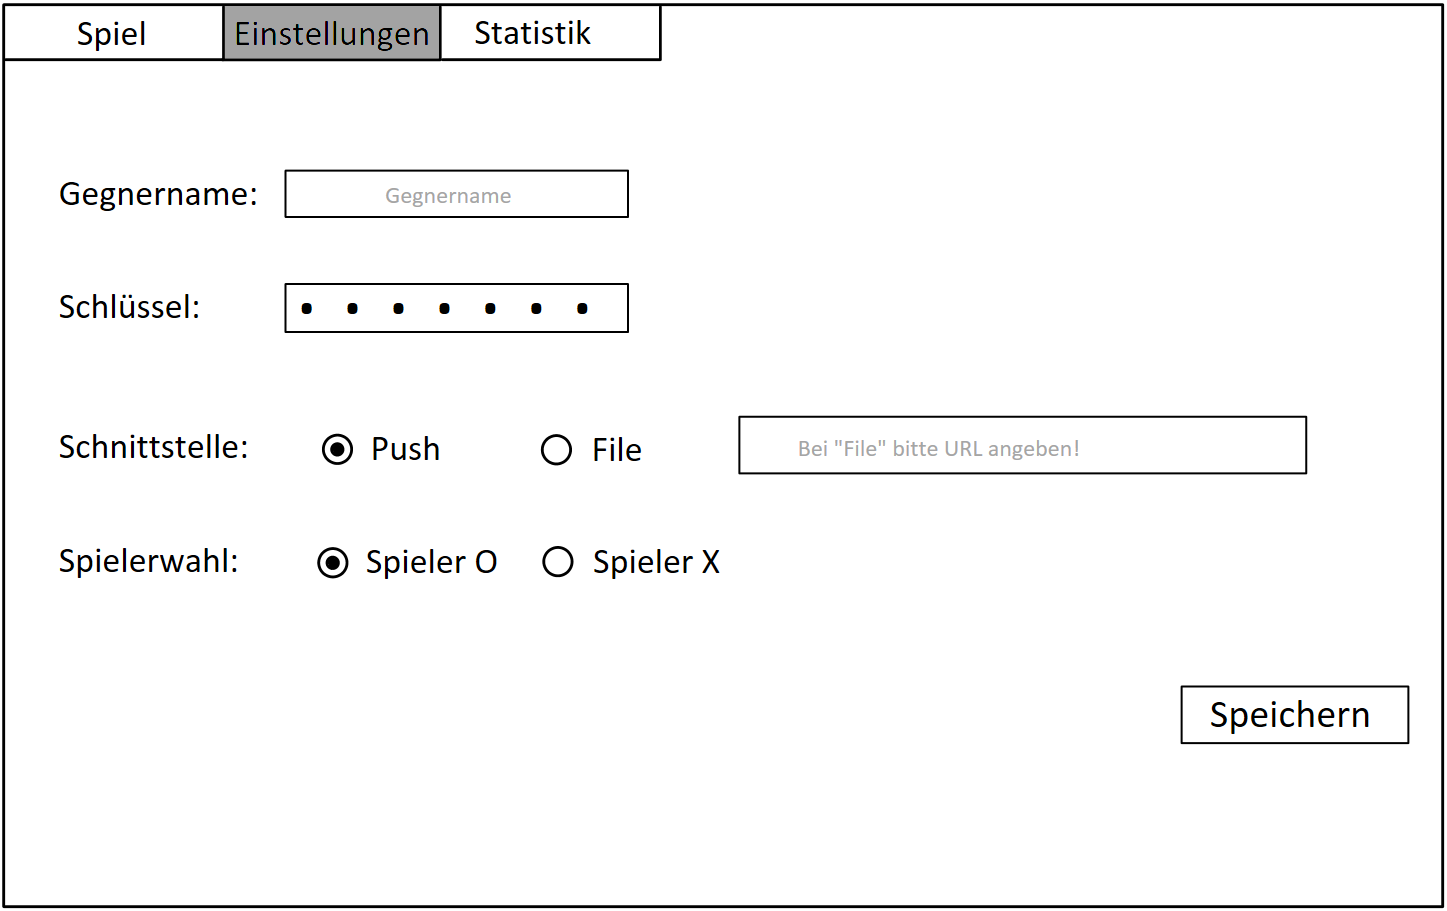 Spiel Einstellungen Statistik
Gegnername: Gegnername
Schlüssel: • • • • • • •
Schnittstelle: Push File Bei "File" bitte URL angeben!
Spielerwahl: Spieler O Spieler X
Speichern